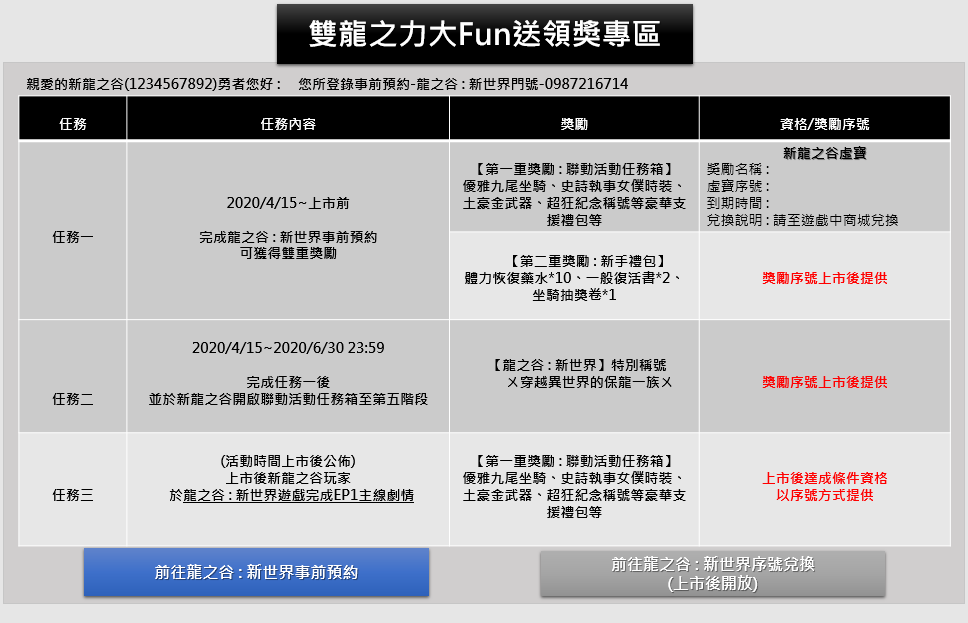 雙龍之力大Fun送領獎專區
親愛的新龍之谷(1234567892)勇者您好： 您所登錄事前預約-龍之谷：新世界門號-0987216714
任務 任務內容 獎勵 資格/獎勵序號
任務一
2020/4/15~上市前
完成龍之谷：新世界事前預約
可獲得雙重獎勵
【第一重獎勵：聯動活動任務箱】
優雅九尾坐騎、史詩執事女僕時裝、
土豪金武器、超狂紀念稱號等豪華支
援禮包等
新龍之谷虛寶
獎勵名稱：
虛寶序號：
到期時間：
兌換說明：請至遊戲中商城兌換
【第二重獎勵：新手禮包】
體力恢復藥水*10、一般復活書*2、
坐騎抽獎卷*1
獎勵序號上市後提供
任務二
2020/4/15~2020/6/30 23:59
完成任務一後
並於新龍之谷開啟聯動活動任務箱至第五階段
【龍之谷：新世界】特別稱號
ㄨ穿越異世界的保龍一族ㄨ
獎勵序號上市後提供
任務三
(活動時間上市後公佈)
上市後新龍之谷玩家
於龍之谷：新世界遊戲完成EP1主線劇情
【第一重獎勵：聯動活動任務箱】
優雅九尾坐騎、史詩執事女僕時裝、
土豪金武器、超狂紀念稱號等豪華支
援禮包等
上市後達成條件資格
以序號方式提供
前往龍之谷：新世界事前預約
前往龍之谷：新世界序號兌換
(上市後開放)